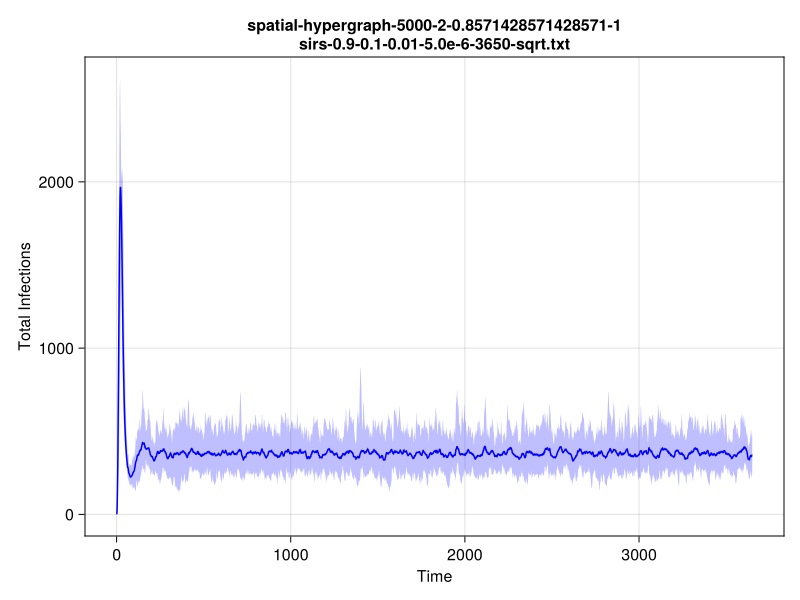 spatial-hypergraph-5000-2-0.8571428571428571-1
sirs-0.9-0.1-0.01-5.0e-6-3650-sqrt.txt
Total Infections
2000
1000
0
0 1000 2000 3000
Time